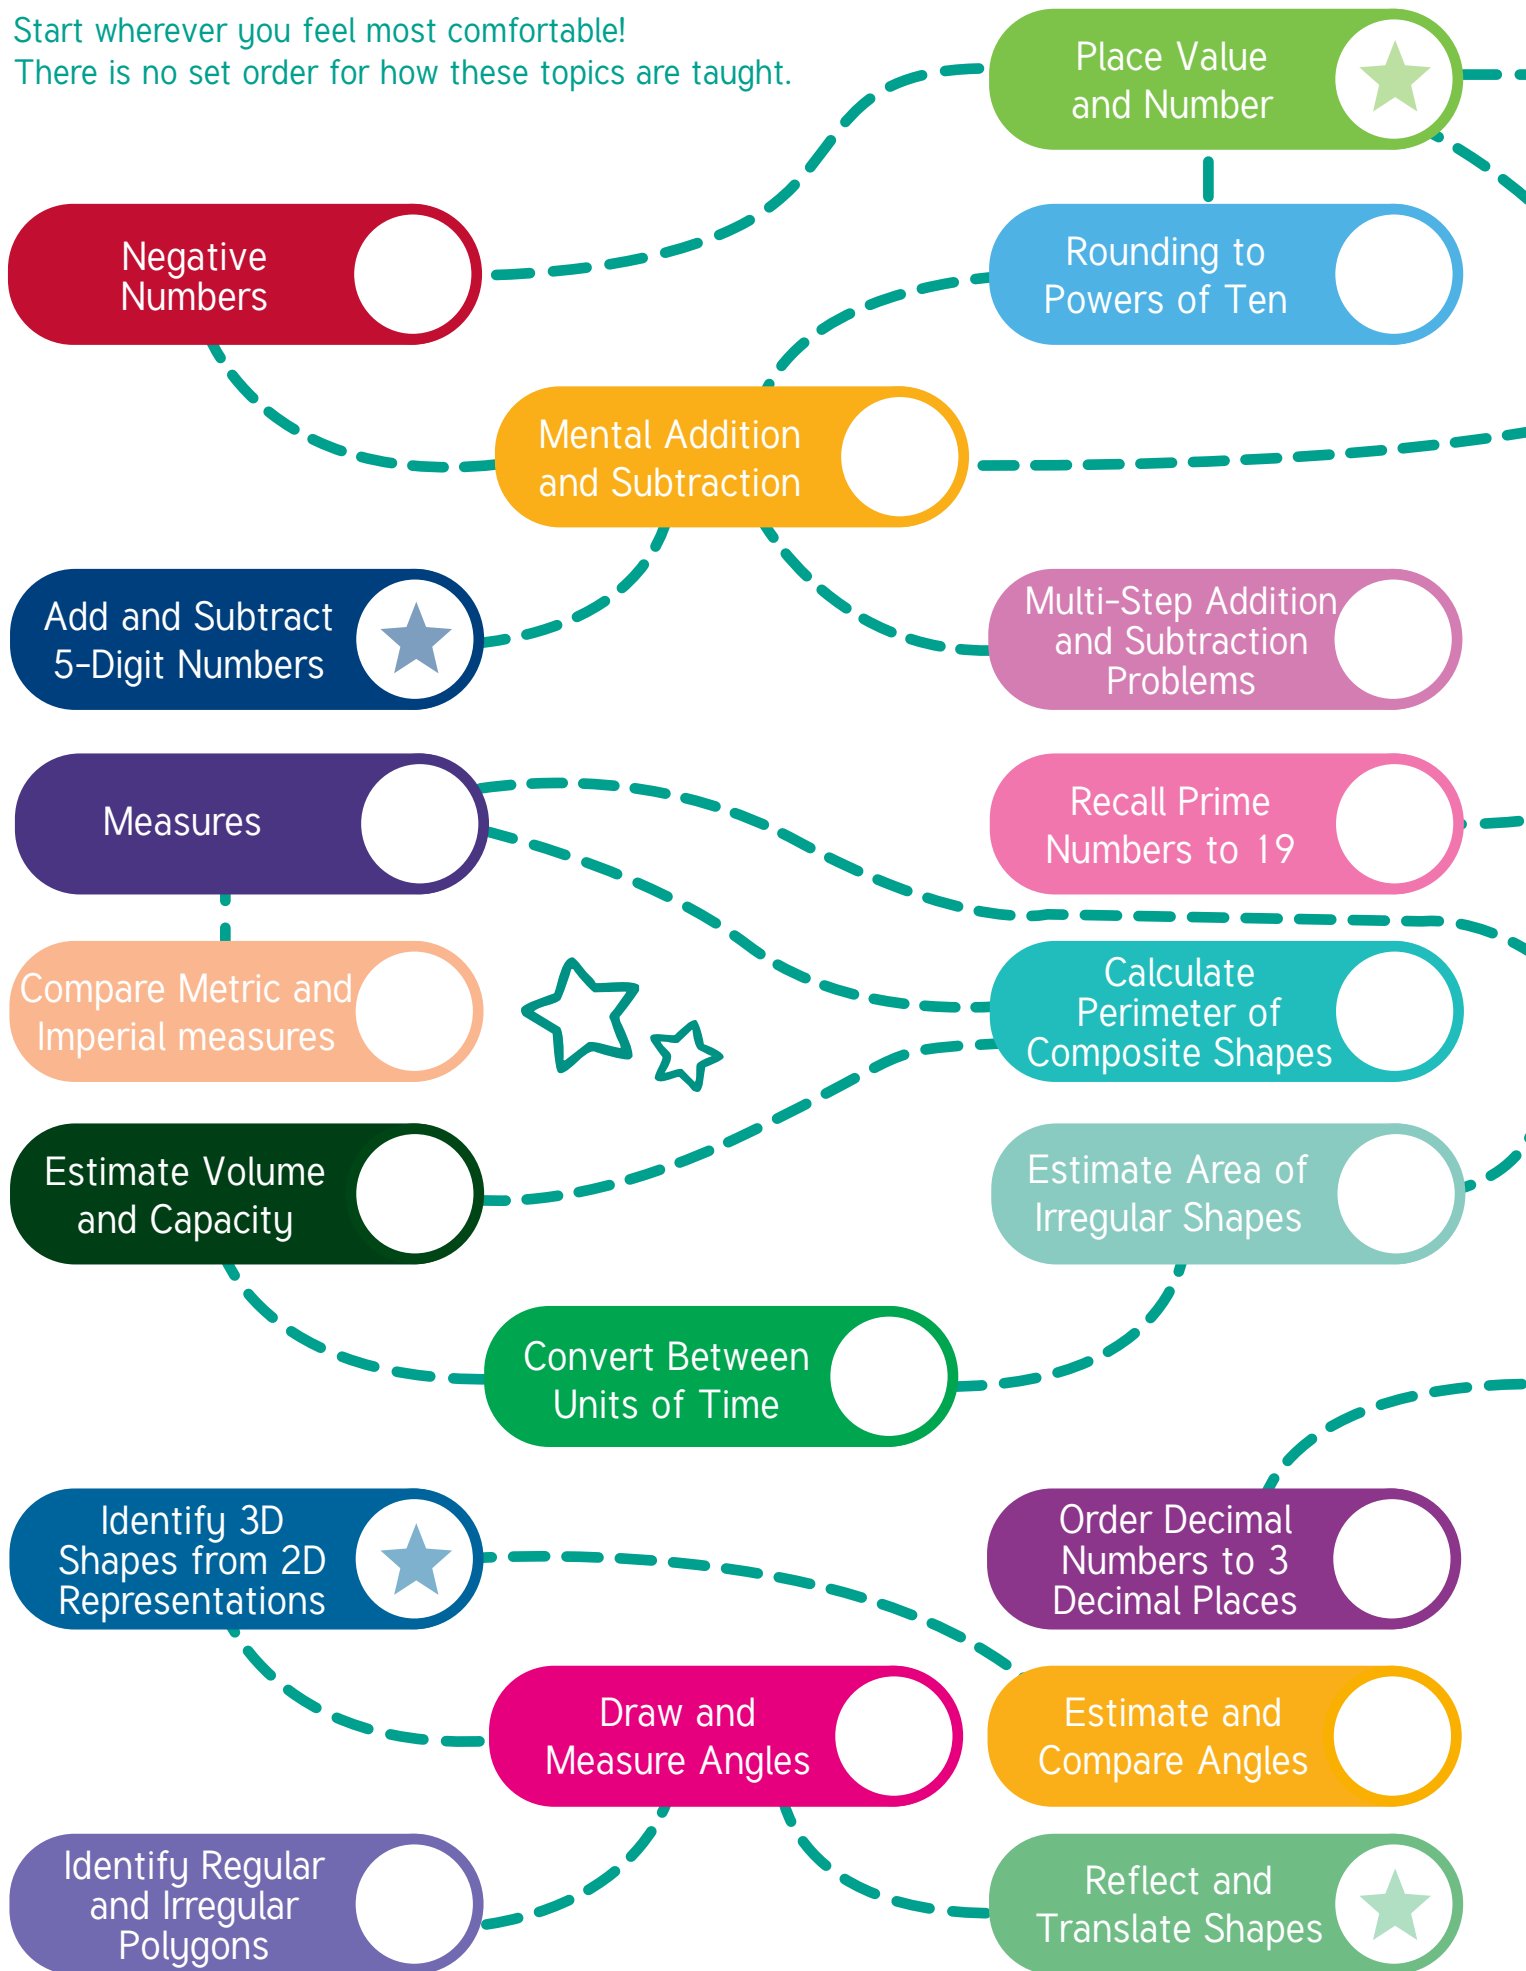 Start wherever you feel most comfortable!
There is no set order for how these topics are taught.
Place Value
and Number
Negative
Numbers
Rounding to
Powers of Ten
Mental Addition
and Subtraction
Add and Subtract
5-Digit Numbers
Multi-Step Addition
and Subtraction
Problems
Measures
Recall Prime
Numbers to 19
Compare Metric and
Imperial measures
Calculate
Perimeter of
Composite Shapes
Estimate Volume
and Capacity
Estimate Area of
Irregular Shapes
Convert Between
Units of Time
Identify 3D
Shapes from 2D
Representations
Order Decimal
Numbers to 3
Decimal Places
Draw and
Measure Angles
Estimate and
Compare Angles
Identify Regular
and Irregular
Polygons
Reflect and
Translate Shapes